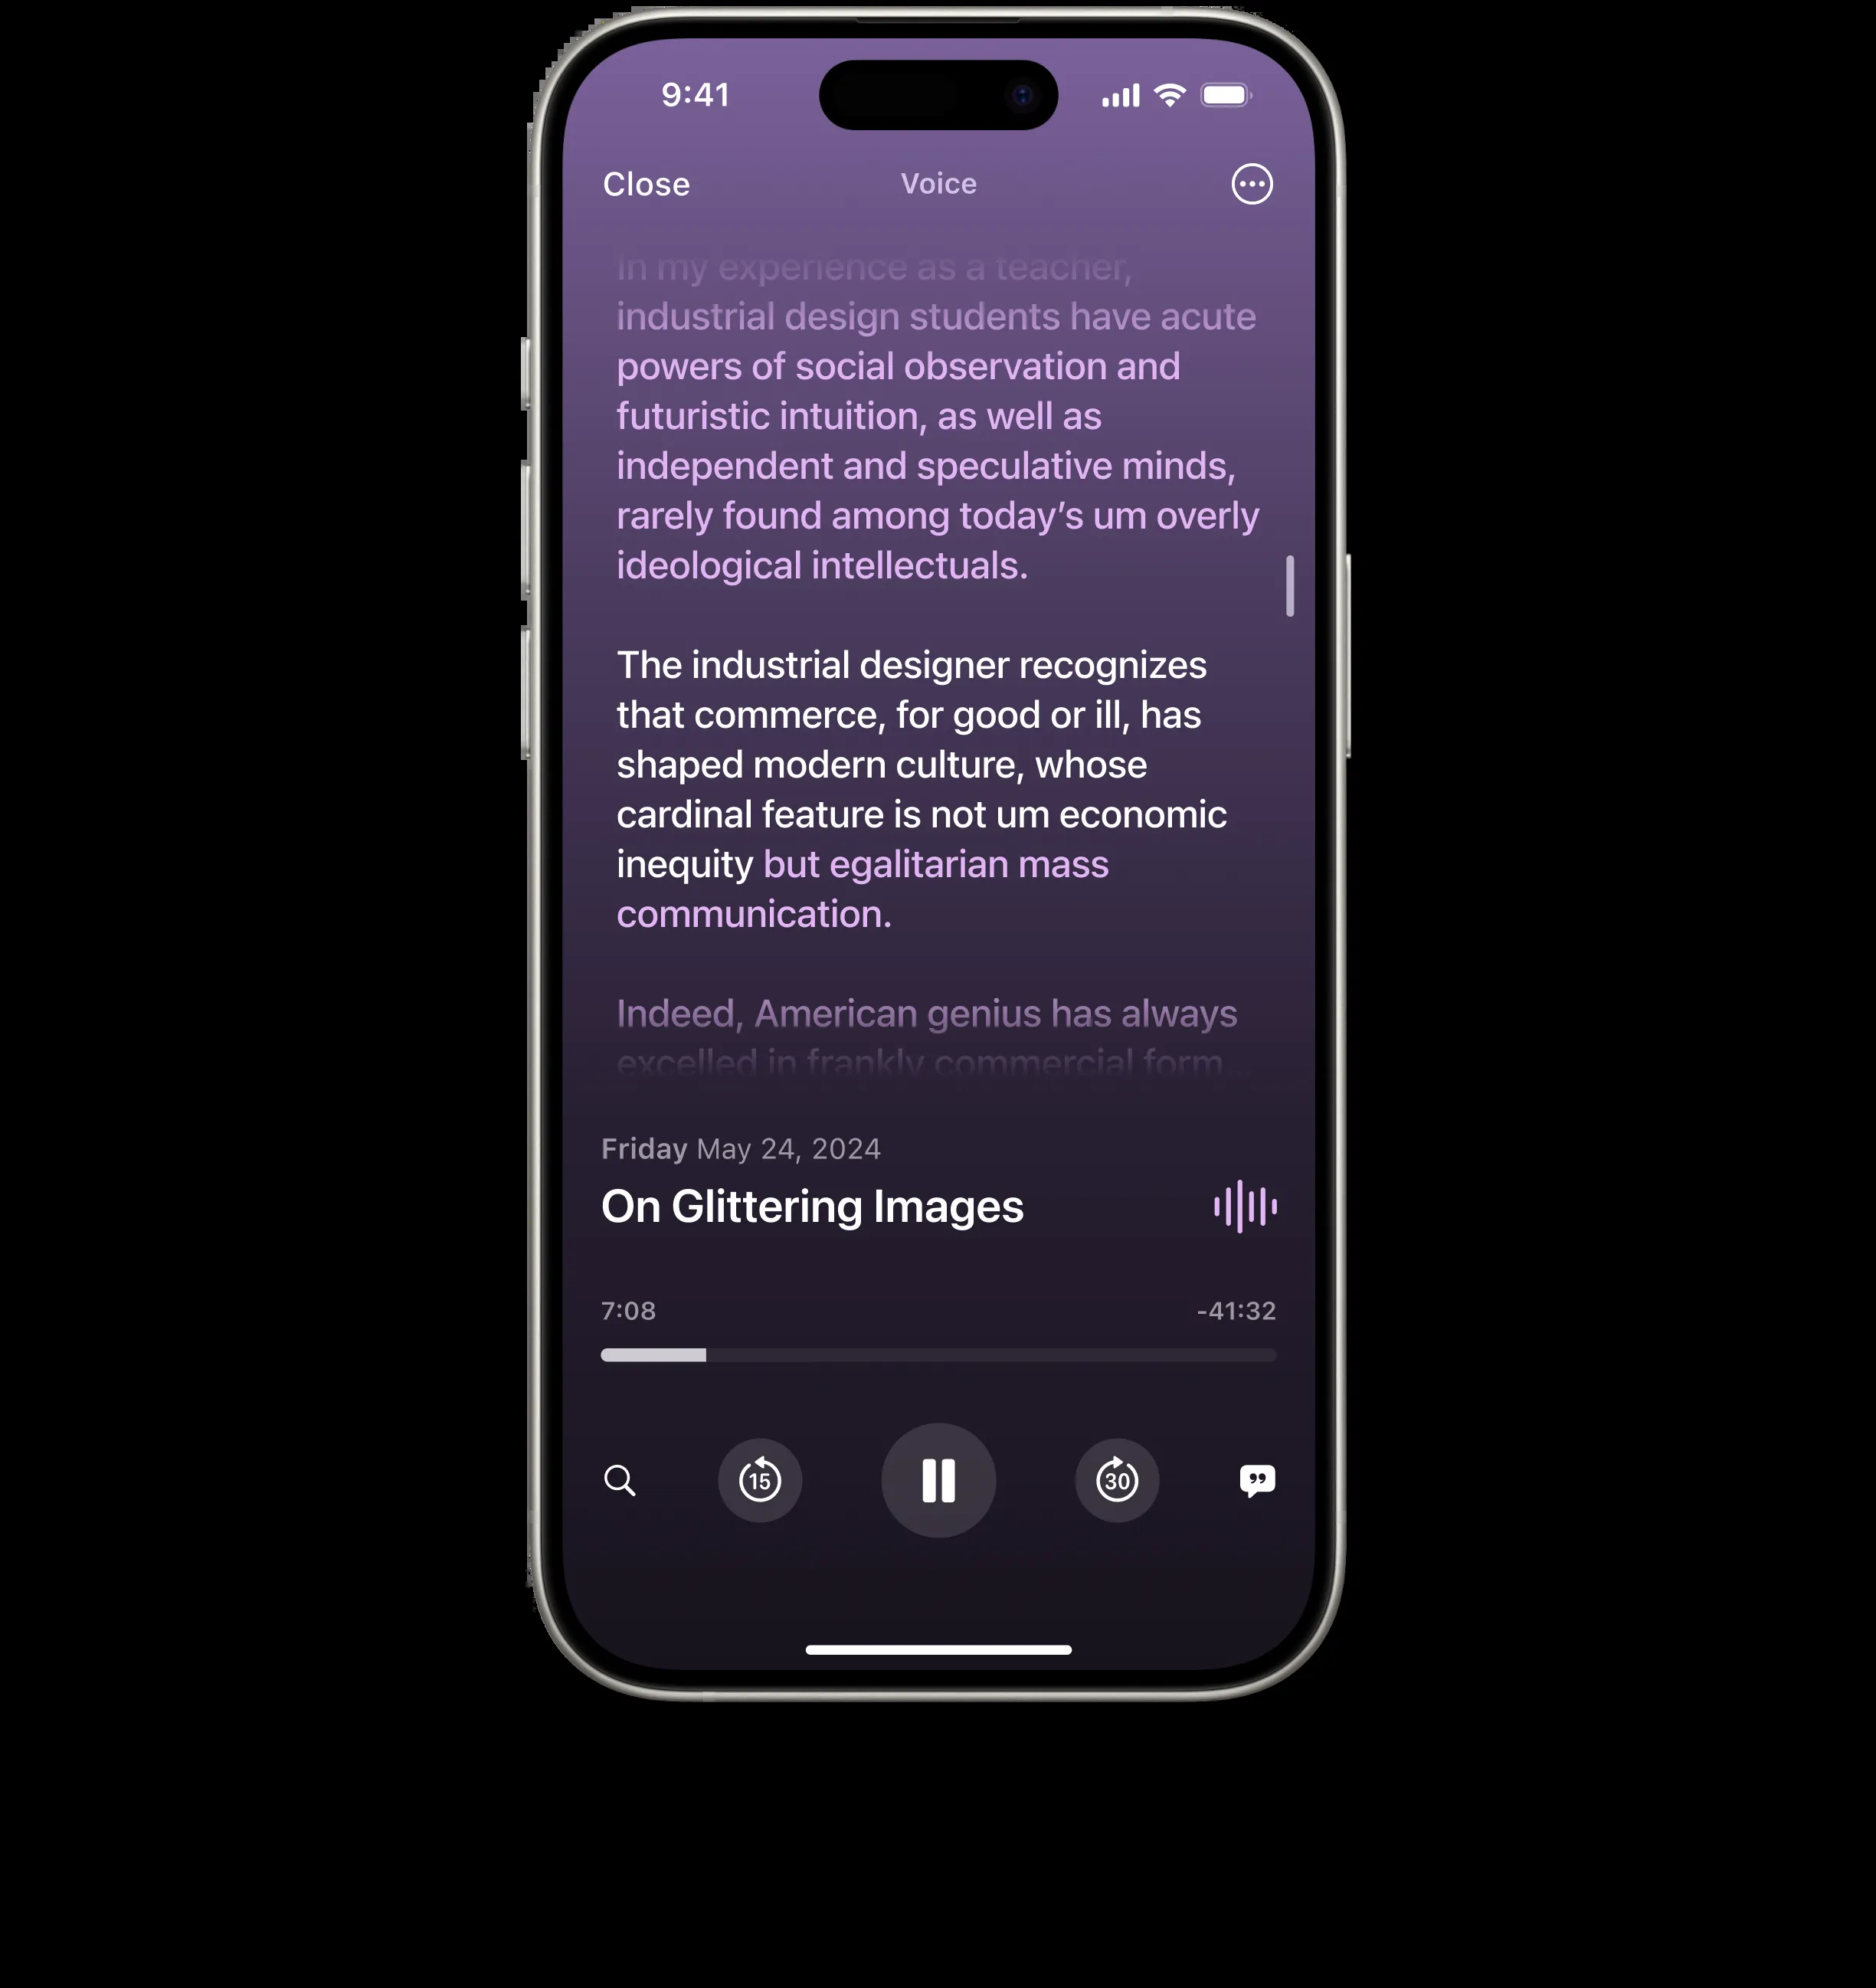 9:41
Close
Voice
In my experience as a teacher,
industrial design students have acute
powers of social observation and
futuristic intuition, as well as
independent and speculative minds,
rarely found among today’s um overly
ideological intellectuals.
The industrial designer recognizes
that commerce, for good or ill, has
shaped modern culture, whose
cardinal feature is not um economic
inequity but egalitarian mass
communication.
Indeed, American genius has always
excelled in frankly commercial form...
Friday May 24, 2024
On Glittering Images
7:08
-41:32
15
30